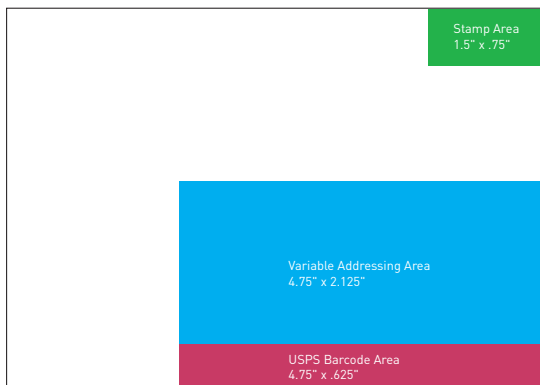 Stamp Area
1.5" x .75"
Variable Addressing Area
4.75" x 2.125"
USPS Barcode Area
4.75" x .625"